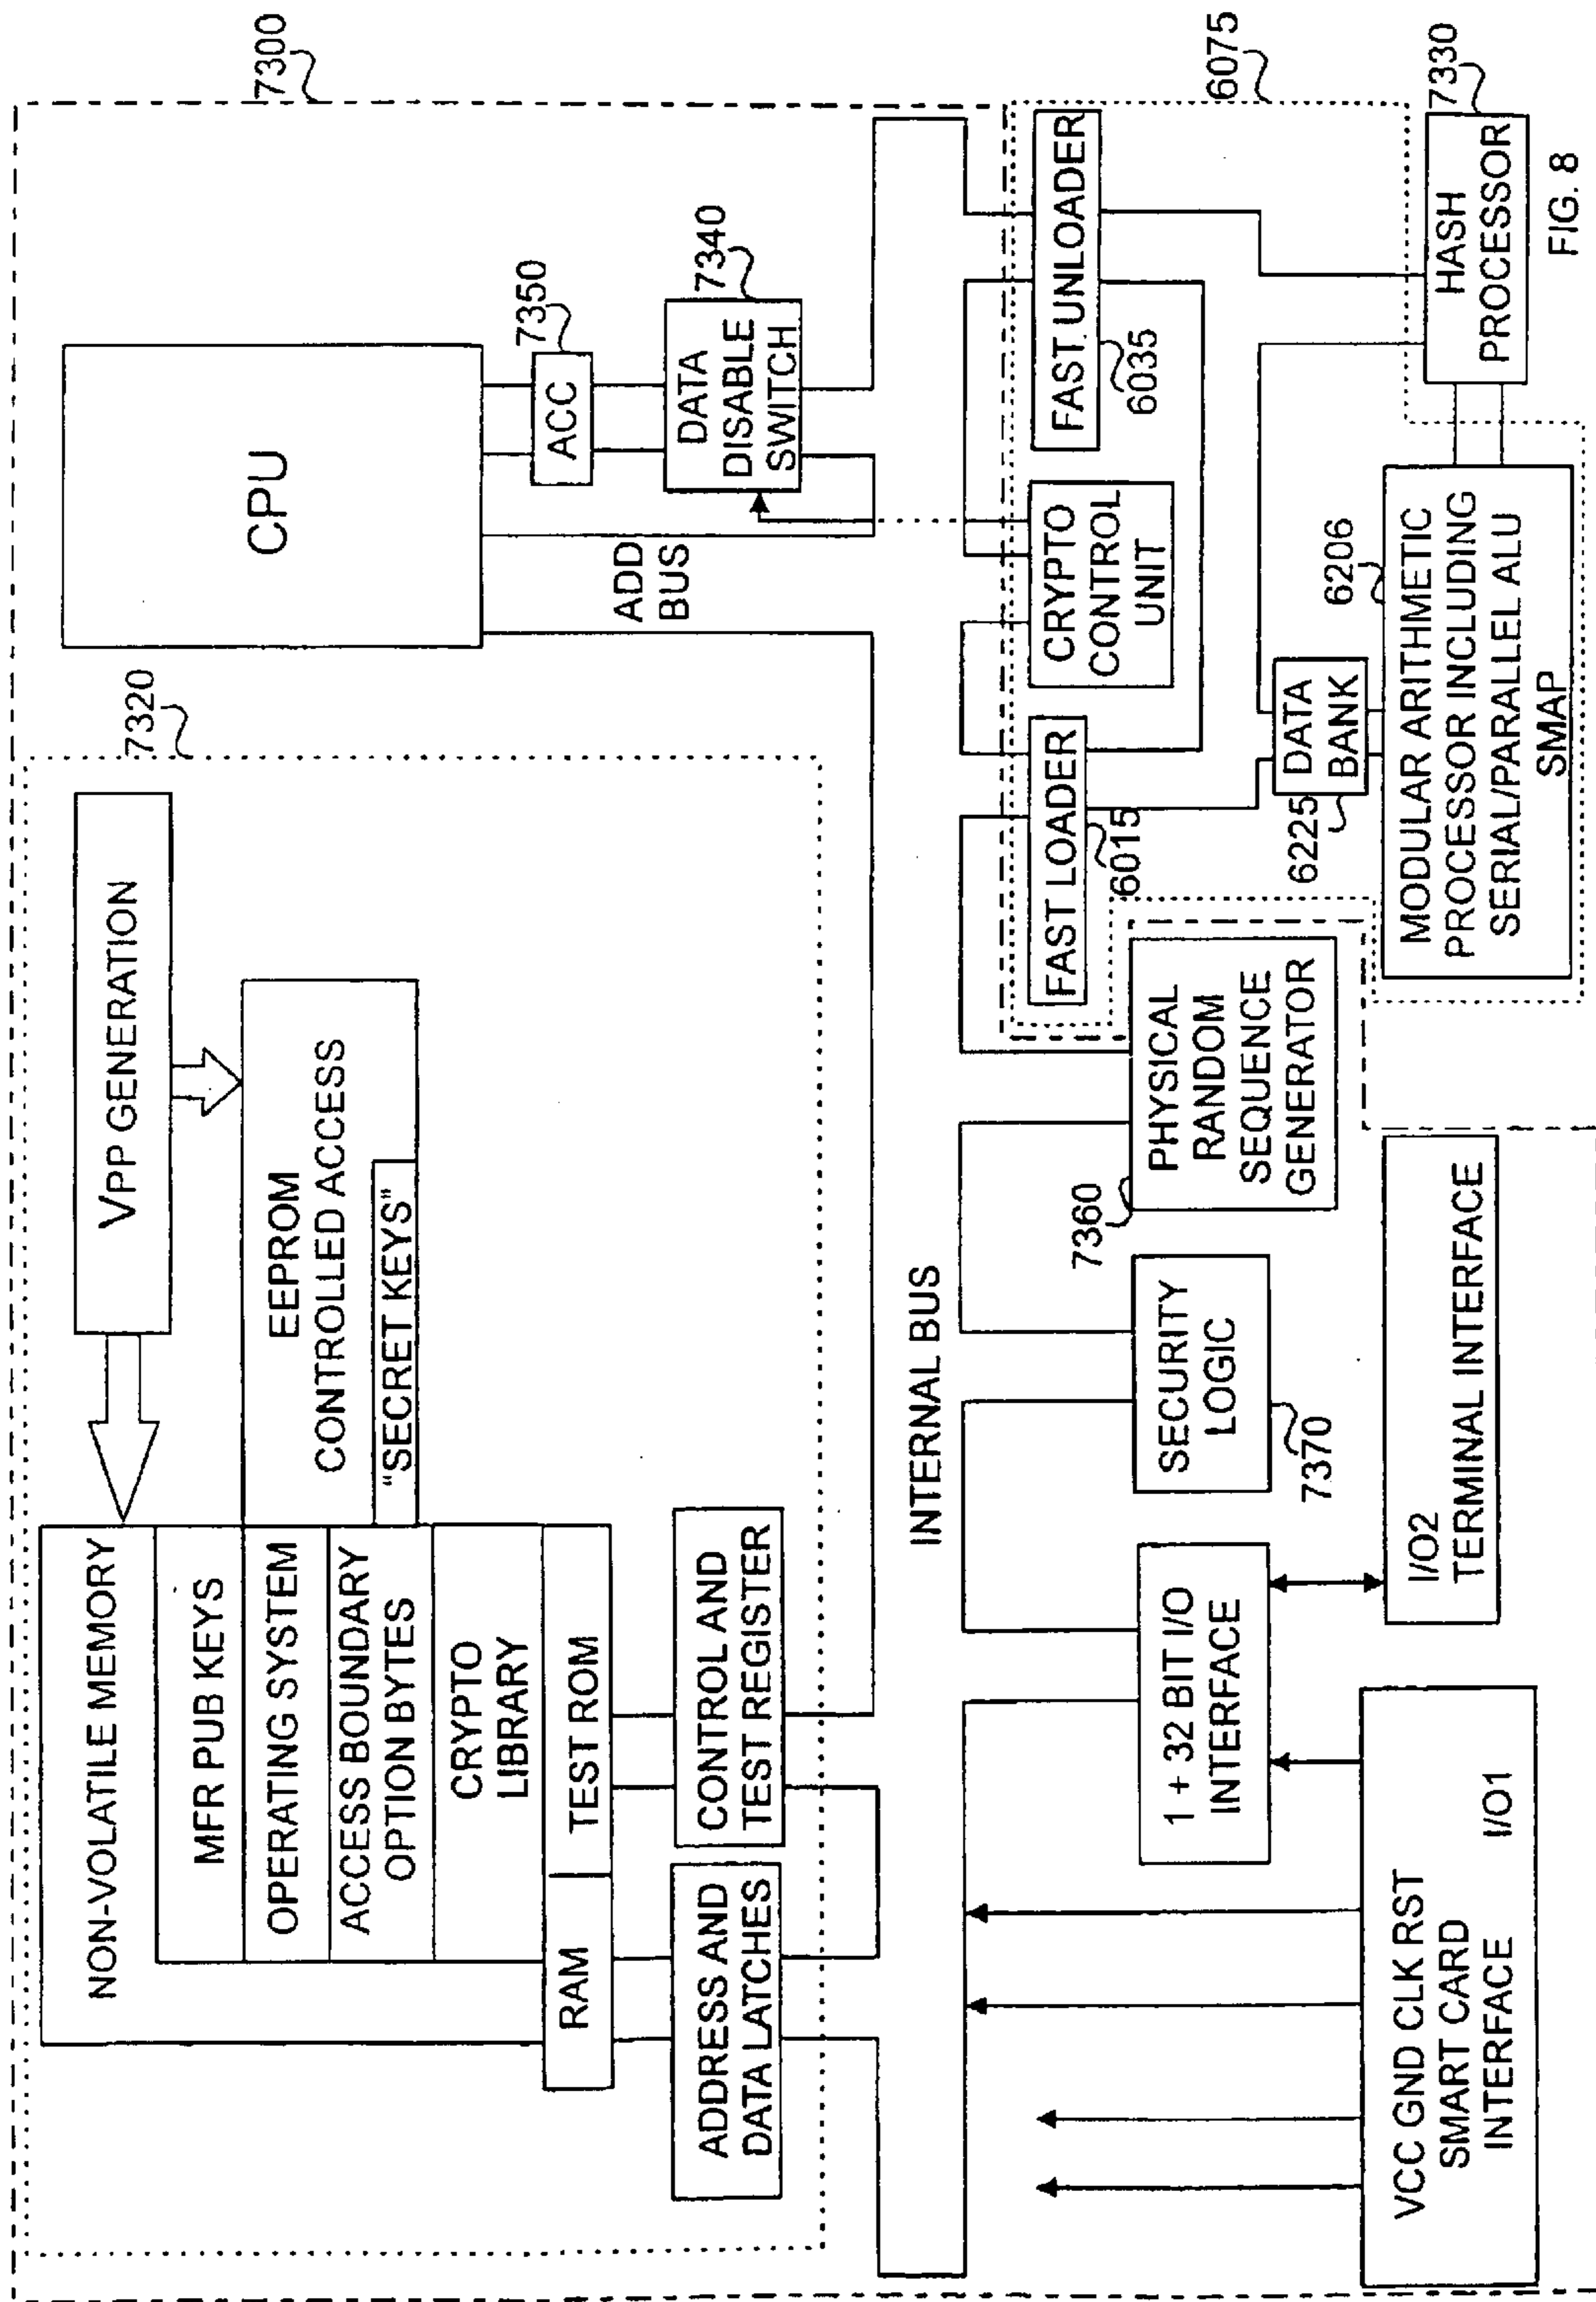 7300
7320
VPP GENERATION
NON-VOLATILE MEMORY
MFR PUB KEYS
OPERATING SYSTEM
ACCESS BOUNDARY
OPTION BYTES
CRYPTO
LIBRARY
RAM
TEST ROM
EEPROM
CONTROLLED ACCESS
"SECRET KEYS"
ADDRESS AND
DATA LATCHES
CONTROL AND
TEST REGISTER
CPU
ADD
BUS
7350
ACC
7340
DATA
DISABLE
SWITCH
INTERNAL BUS
VCC GND CLK RST
SMART CARD
INTERFACE
I/O1
1 + 32 BIT I/O
INTERFACE
I/O2
TERMINAL INTERFACE
SECURITY
LOGIC
7370
7360
PHYSICAL
RANDOM
SEQUENCE
GENERATOR
FAST LOADER
6015
CRYPTO
CONTROL
UNIT
FAST UNLOADER
6035
6075
DATA
BANK
6225
6206
MODULAR ARITHMETIC
PROCESSOR INCLUDING
SERIAL/PARALLEL ALU
SMAP
7330
HASH
PROCESSOR
FIG. 8